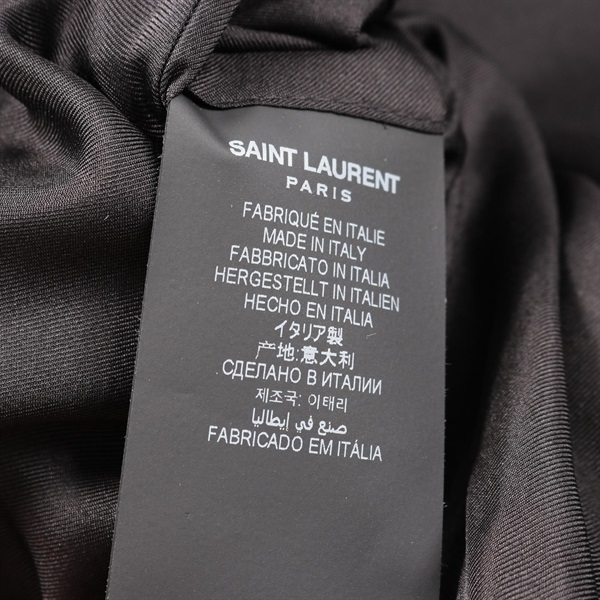 SAINT LAURENT
PARIS
FABRIQUÉ EN ITALIE
MADE IN ITALY
FABBRICATO IN ITALIA
HERGESTELLT IN ITALIEN
HECHO EN ITALIA
イタリア製
产地:意大利
СДЕЛАНО В ИТАЛИИ
제조국: 이태리
صنع في إيطاليا
FABRICADO EM ITÁLIA